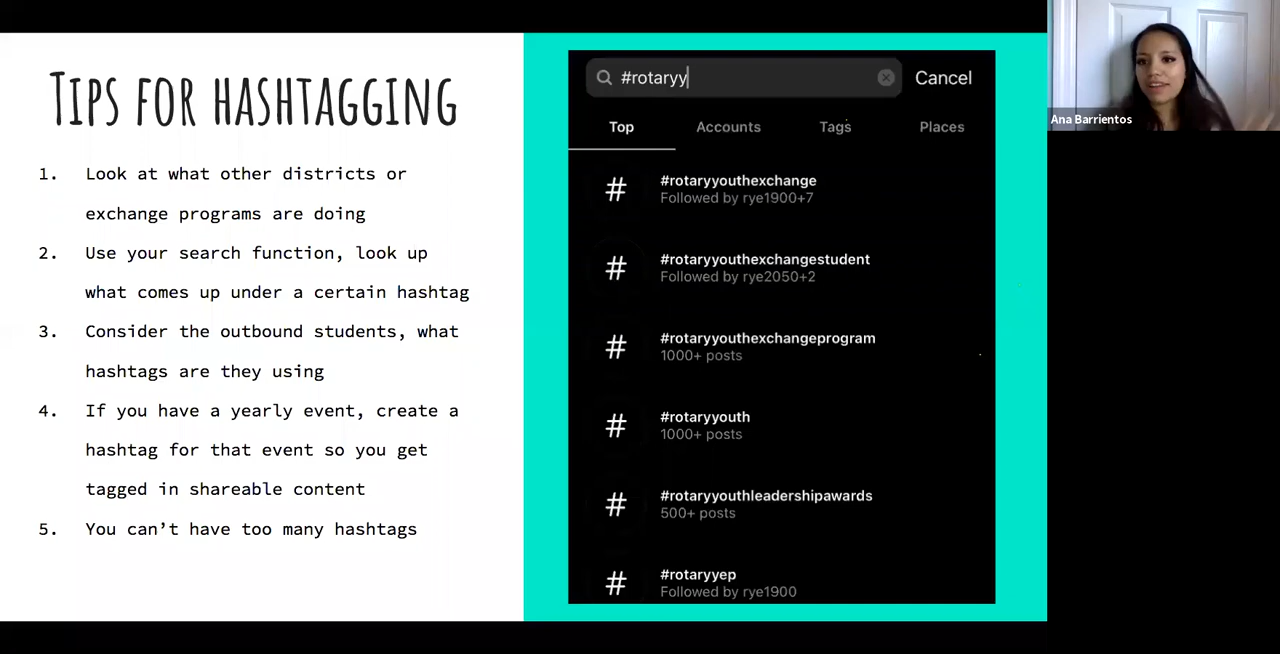 TIPS FOR HASHTAGGING
1. Look at what other districts or
exchange programs are doing
2. Use your search function, look up
what comes up under a certain hashtag
3. Consider the outbound students, what
hashtags are they using
4. If you have a yearly event, create a
hashtag for that event so you get
tagged in shareable content
5. You can’t have too many hashtags
#rotaryy
Cancel
Top Accounts Tags Places
# #rotaryyouthexchange
Followed by rye1900+7
# #rotaryyouthexchangestudent
Followed by rye2050+2
# #rotaryyouthexchangeprogram
1000+ posts
# #rotaryyouth
1000+ posts
# #rotaryyouthleadershipawards
500+ posts
# #rotaryyep
Followed by rye1900
Ana Barrientos